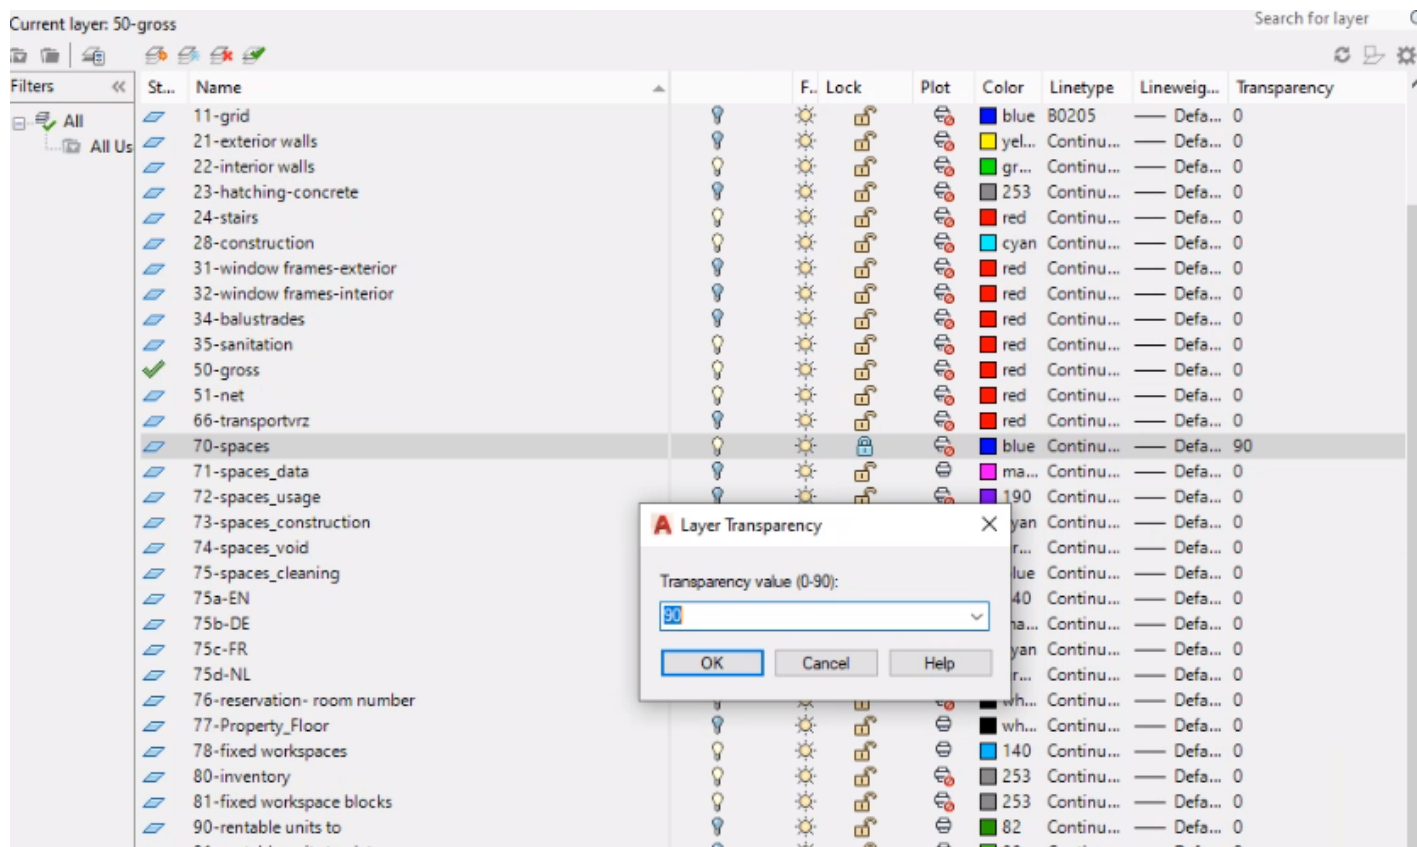 Current layer: 50-gross
Search for layer
Filters « St... Name F.. Lock Plot Color Linetype Lineweig... Transparency
All
All Us
11-grid blue B0205 Defa... 0
21-exterior walls yel... Continu... Defa... 0
22-interior walls gr... Continu... Defa... 0
23-hatching-concrete 253 Continu... Defa... 0
24-stairs red Continu... Defa... 0
28-construction cyan Continu... Defa... 0
31-window frames-exterior red Continu... Defa... 0
32-window frames-interior red Continu... Defa... 0
34-balustrades red Continu... Defa... 0
35-sanitation red Continu... Defa... 0
50-gross red Continu... Defa... 0
51-net red Continu... Defa... 0
66-transportvrz red Continu... Defa... 0
70-spaces blue Continu... Defa... 90
71-spaces_data ma... Continu... Defa... 0
72-spaces_usage 190 Continu... Defa... 0
73-spaces_construction yan Continu... Defa... 0
74-spaces_void r... Continu... Defa... 0
75-spaces_cleaning lue Continu... Defa... 0
75a-EN 40 Continu... Defa... 0
75b-DE a... Continu... Defa... 0
75c-FR yan Continu... Defa... 0
75d-NL r... Continu... Defa... 0
76-reservation- room number wh... Continu... Defa... 0
77-Property_Floor wh... Continu... Defa... 0
78-fixed workspaces 140 Continu... Defa... 0
80-inventory 253 Continu... Defa... 0
81-fixed workspace blocks 253 Continu... Defa... 0
90-rentable units to 82 Continu... Defa... 0
A Layer Transparency
Transparency value (0-90):
90
OK Cancel Help